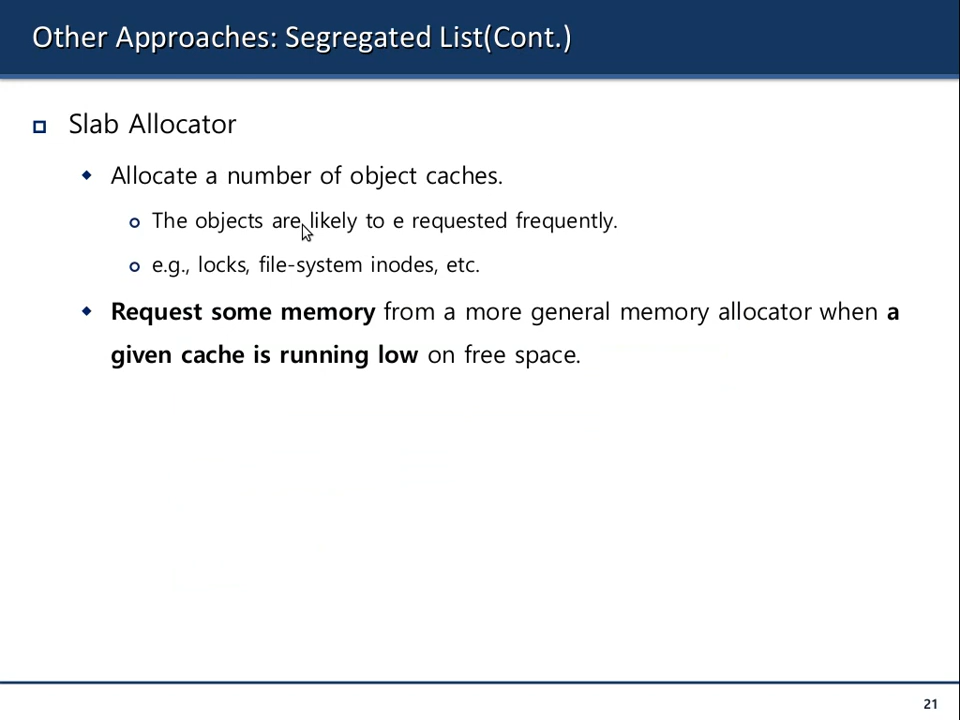 Other Approaches: Segregated List(Cont.)
Slab Allocator
Allocate a number of object caches.
The objects are likely to e requested frequently.
e.g., locks, file-system inodes, etc.
Request some memory from a more general memory allocator when a
given cache is running low on free space.
21